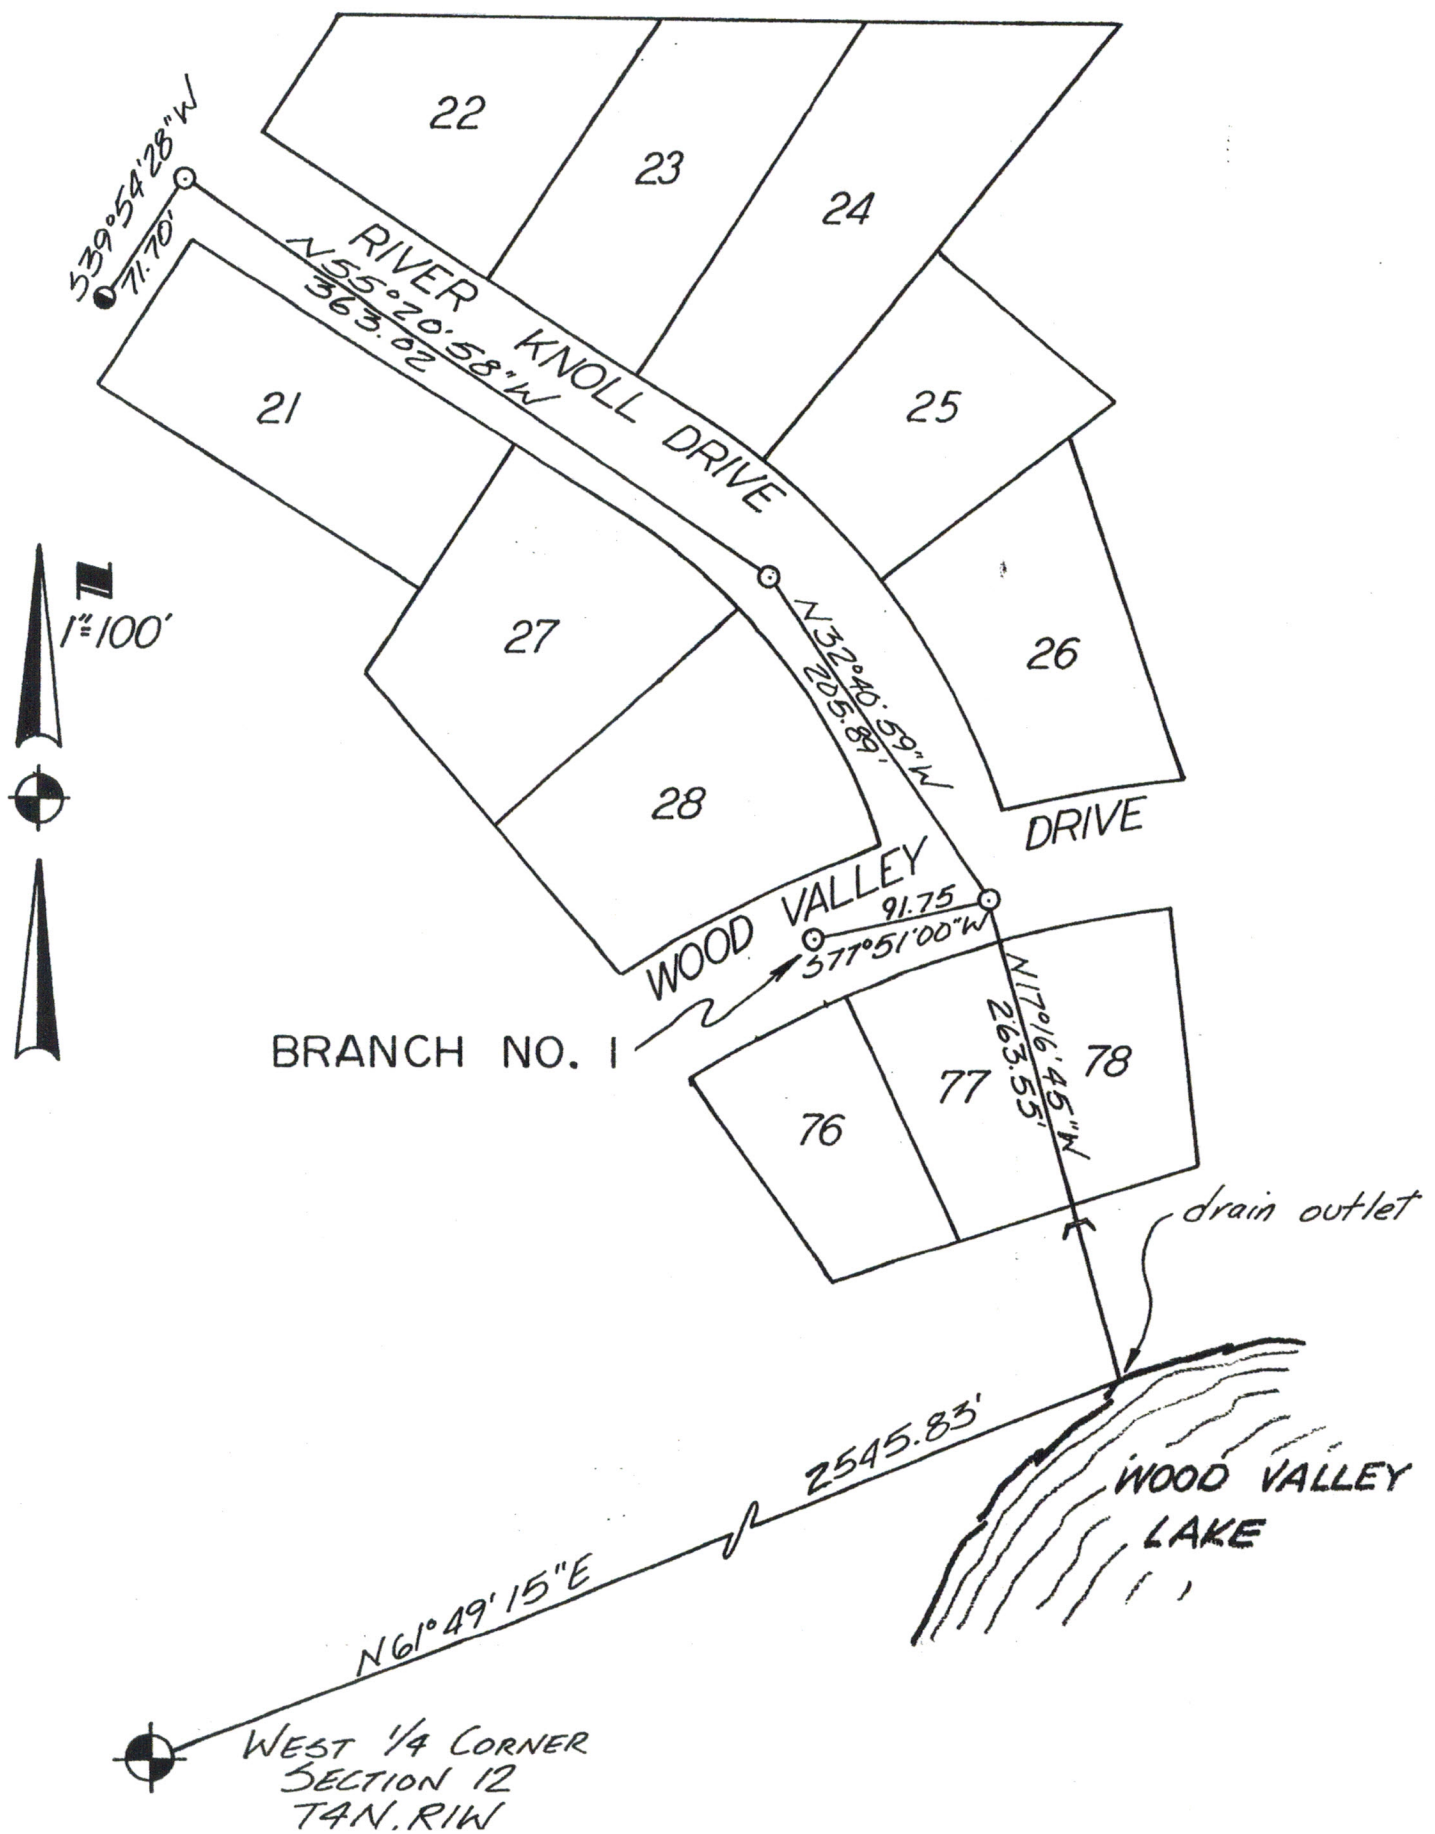 22
23
24
S39°54'28"W
71.70'
RIVER KNOLL DRIVE
N55°20'58"W
363.02
21
25
N
1"=100'
27
26
N32°40'59"W
205.89'
28
WOOD VALLEY DRIVE
91.75
S77°51'00"W
BRANCH NO. 1
N17°16'45"W
263.55'
76
77
78
drain outlet
2545.83'
N61°49'15"E
WOOD VALLEY
LAKE
WEST 1/4 CORNER
SECTION 12
T4N.R1W